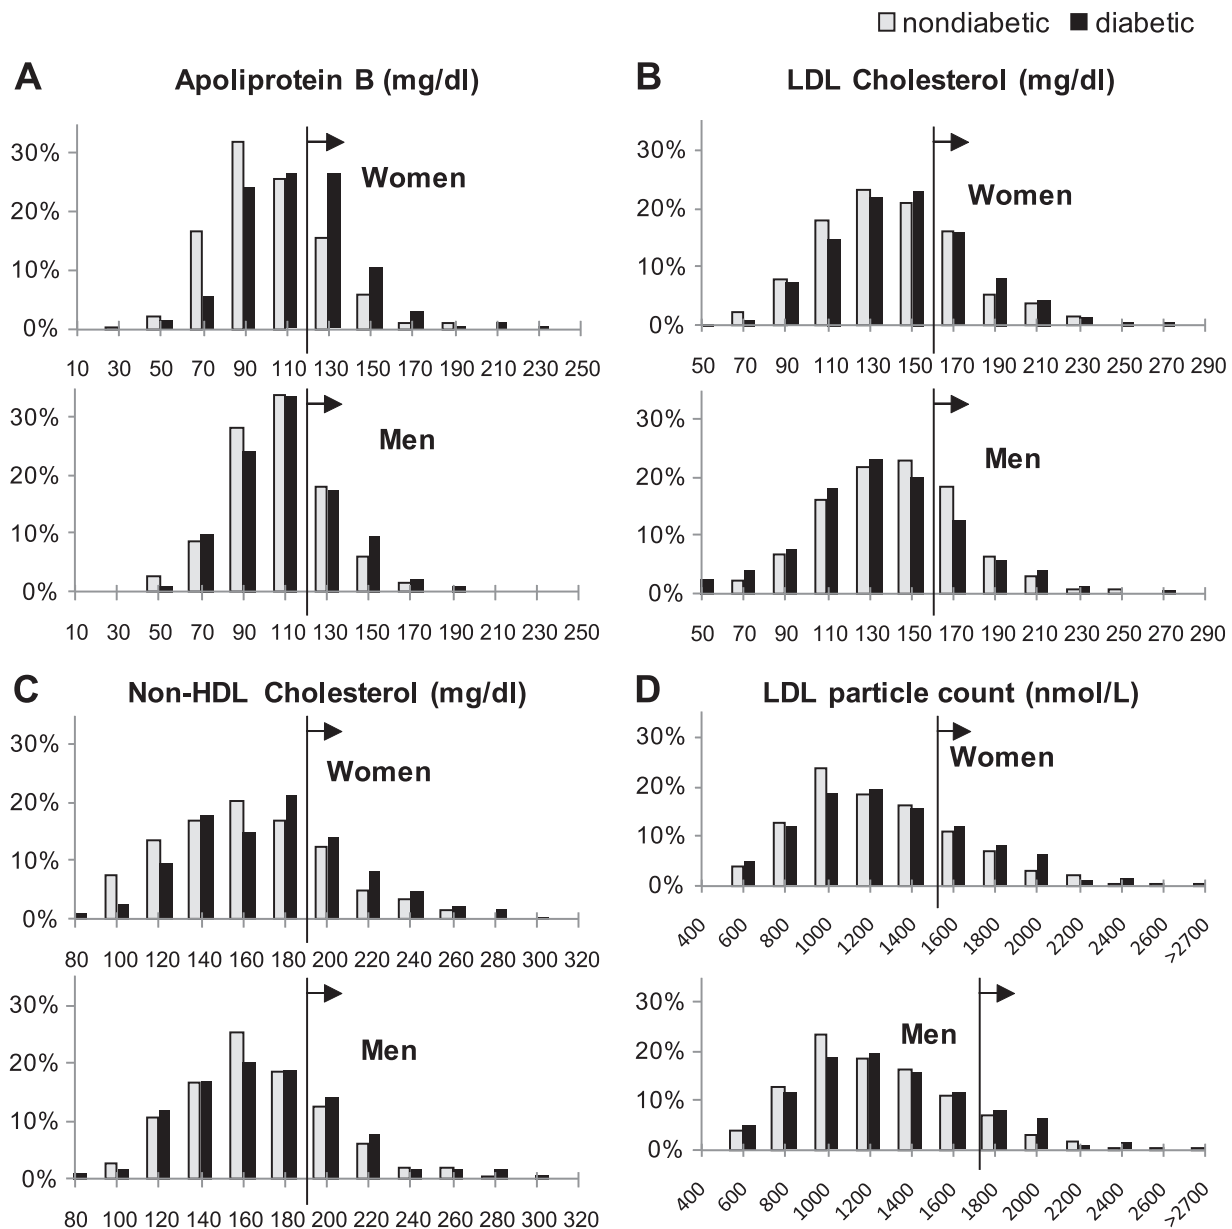 nondiabetic diabetic
A Apoliprotein B (mg/dl)
30%
20%
10%
0%
Women
10 30 50 70 90 110 130 150 170 190 210 230 250
30%
20%
10%
0%
Men
10 30 50 70 90 110 130 150 170 190 210 230 250
B LDL Cholesterol (mg/dl)
30%
20%
10%
0%
Women
50 70 90 110 130 150 170 190 210 230 250 270 290
30%
20%
10%
0%
Men
50 70 90 110 130 150 170 190 210 230 250 270 290
C Non-HDL Cholesterol (mg/dl)
30%
20%
10%
0%
Women
80 100 120 140 160 180 200 220 240 260 280 300 320
30%
20%
10%
0%
Men
80 100 120 140 160 180 200 220 240 260 280 300 320
D LDL particle count (nmol/L)
30%
20%
10%
0%
Women
400 600 800 1000 1200 1400 1600 1800 2000 2200 2400 2600 >2700
30%
20%
10%
0%
Men
400 600 800 1000 1200 1400 1600 1800 2000 2200 2400 2600 >2700